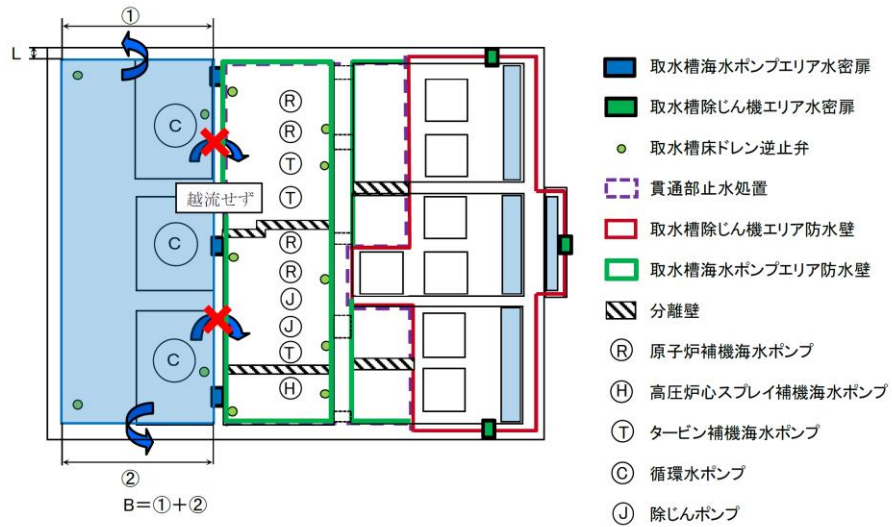 ①
L
Ⓒ
Ⓒ
Ⓒ
越流せず
Ⓡ
Ⓡ
Ⓣ
Ⓣ
Ⓡ
Ⓡ
Ⓙ
Ⓙ
Ⓣ
Ⓗ
②
B＝①＋②
取水槽海水ポンプエリア水密扉
取水槽除じん機エリア水密扉
取水槽床ドレン逆止弁
貫通部止水処置
取水槽除じん機エリア防水壁
取水槽海水ポンプエリア防水壁
分離壁
Ⓡ 原子炉補機海水ポンプ
Ⓗ 高圧炉心スプレイ補機海水ポンプ
Ⓣ タービン補機海水ポンプ
Ⓒ 循環水ポンプ
Ⓙ 除じんポンプ